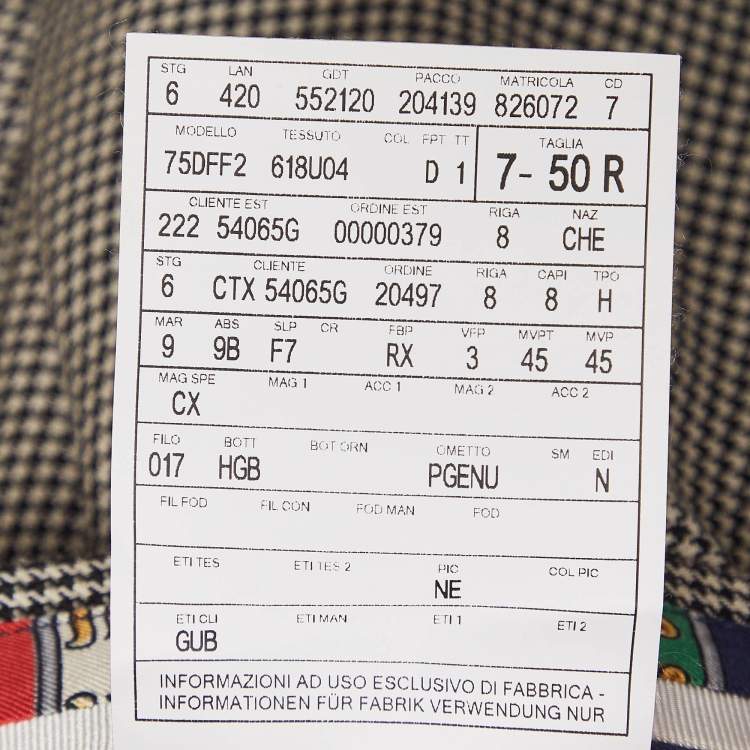 STG LAN GDT PACCO MATRICOLA CD
6 420 552120 204139 826072 7
MODELLO TESSUTO COL FPT TT TAGLIA
75DFF2 618U04 D 1 7- 50 R
CLIENTE EST ORDINE EST RIGA NAZ
222 54065G 00000379 8 CHE
STG CLIENTE ORDINE RIGA CAPI TPO
6 CTX 54065G 20497 8 8 H
MAR ABS SLP CR FBP VFP MVPT MVP
9 9B F7 RX 3 45 45
MAG SPE MAG 1 ACC 1 MAG 2 ACC 2
CX
FILO BOTT BOT ORN OMETTO SM EDI
017 HGB PGENU N
FIL FOD FIL CON FOD MAN FOD
ETI TES ETI TES 2 PIC COL PIC
NE
ETI CLI ETI MAN ETI 1 ETI 2
GUB
INFORMAZIONI AD USO ESCLUSIVO DI FABBRICA -
INFORMATIONEN FÜR FABRIK VERWENDUNG NUR